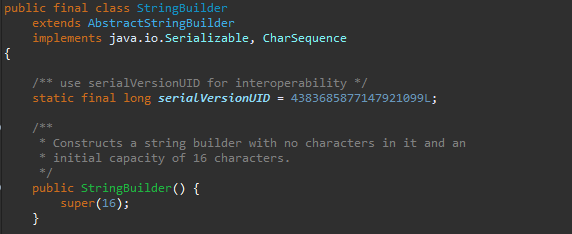 public final class StringBuilder
    extends AbstractStringBuilder
    implements java.io.Serializable, CharSequence
{
    /** use serialVersionUID for interoperability */
    static final long serialVersionUID = 4383685877147921099L;
    /**
     * Constructs a string builder with no characters in it and an
     * initial capacity of 16 characters.
     */
    public StringBuilder() {
        super(16);
    }